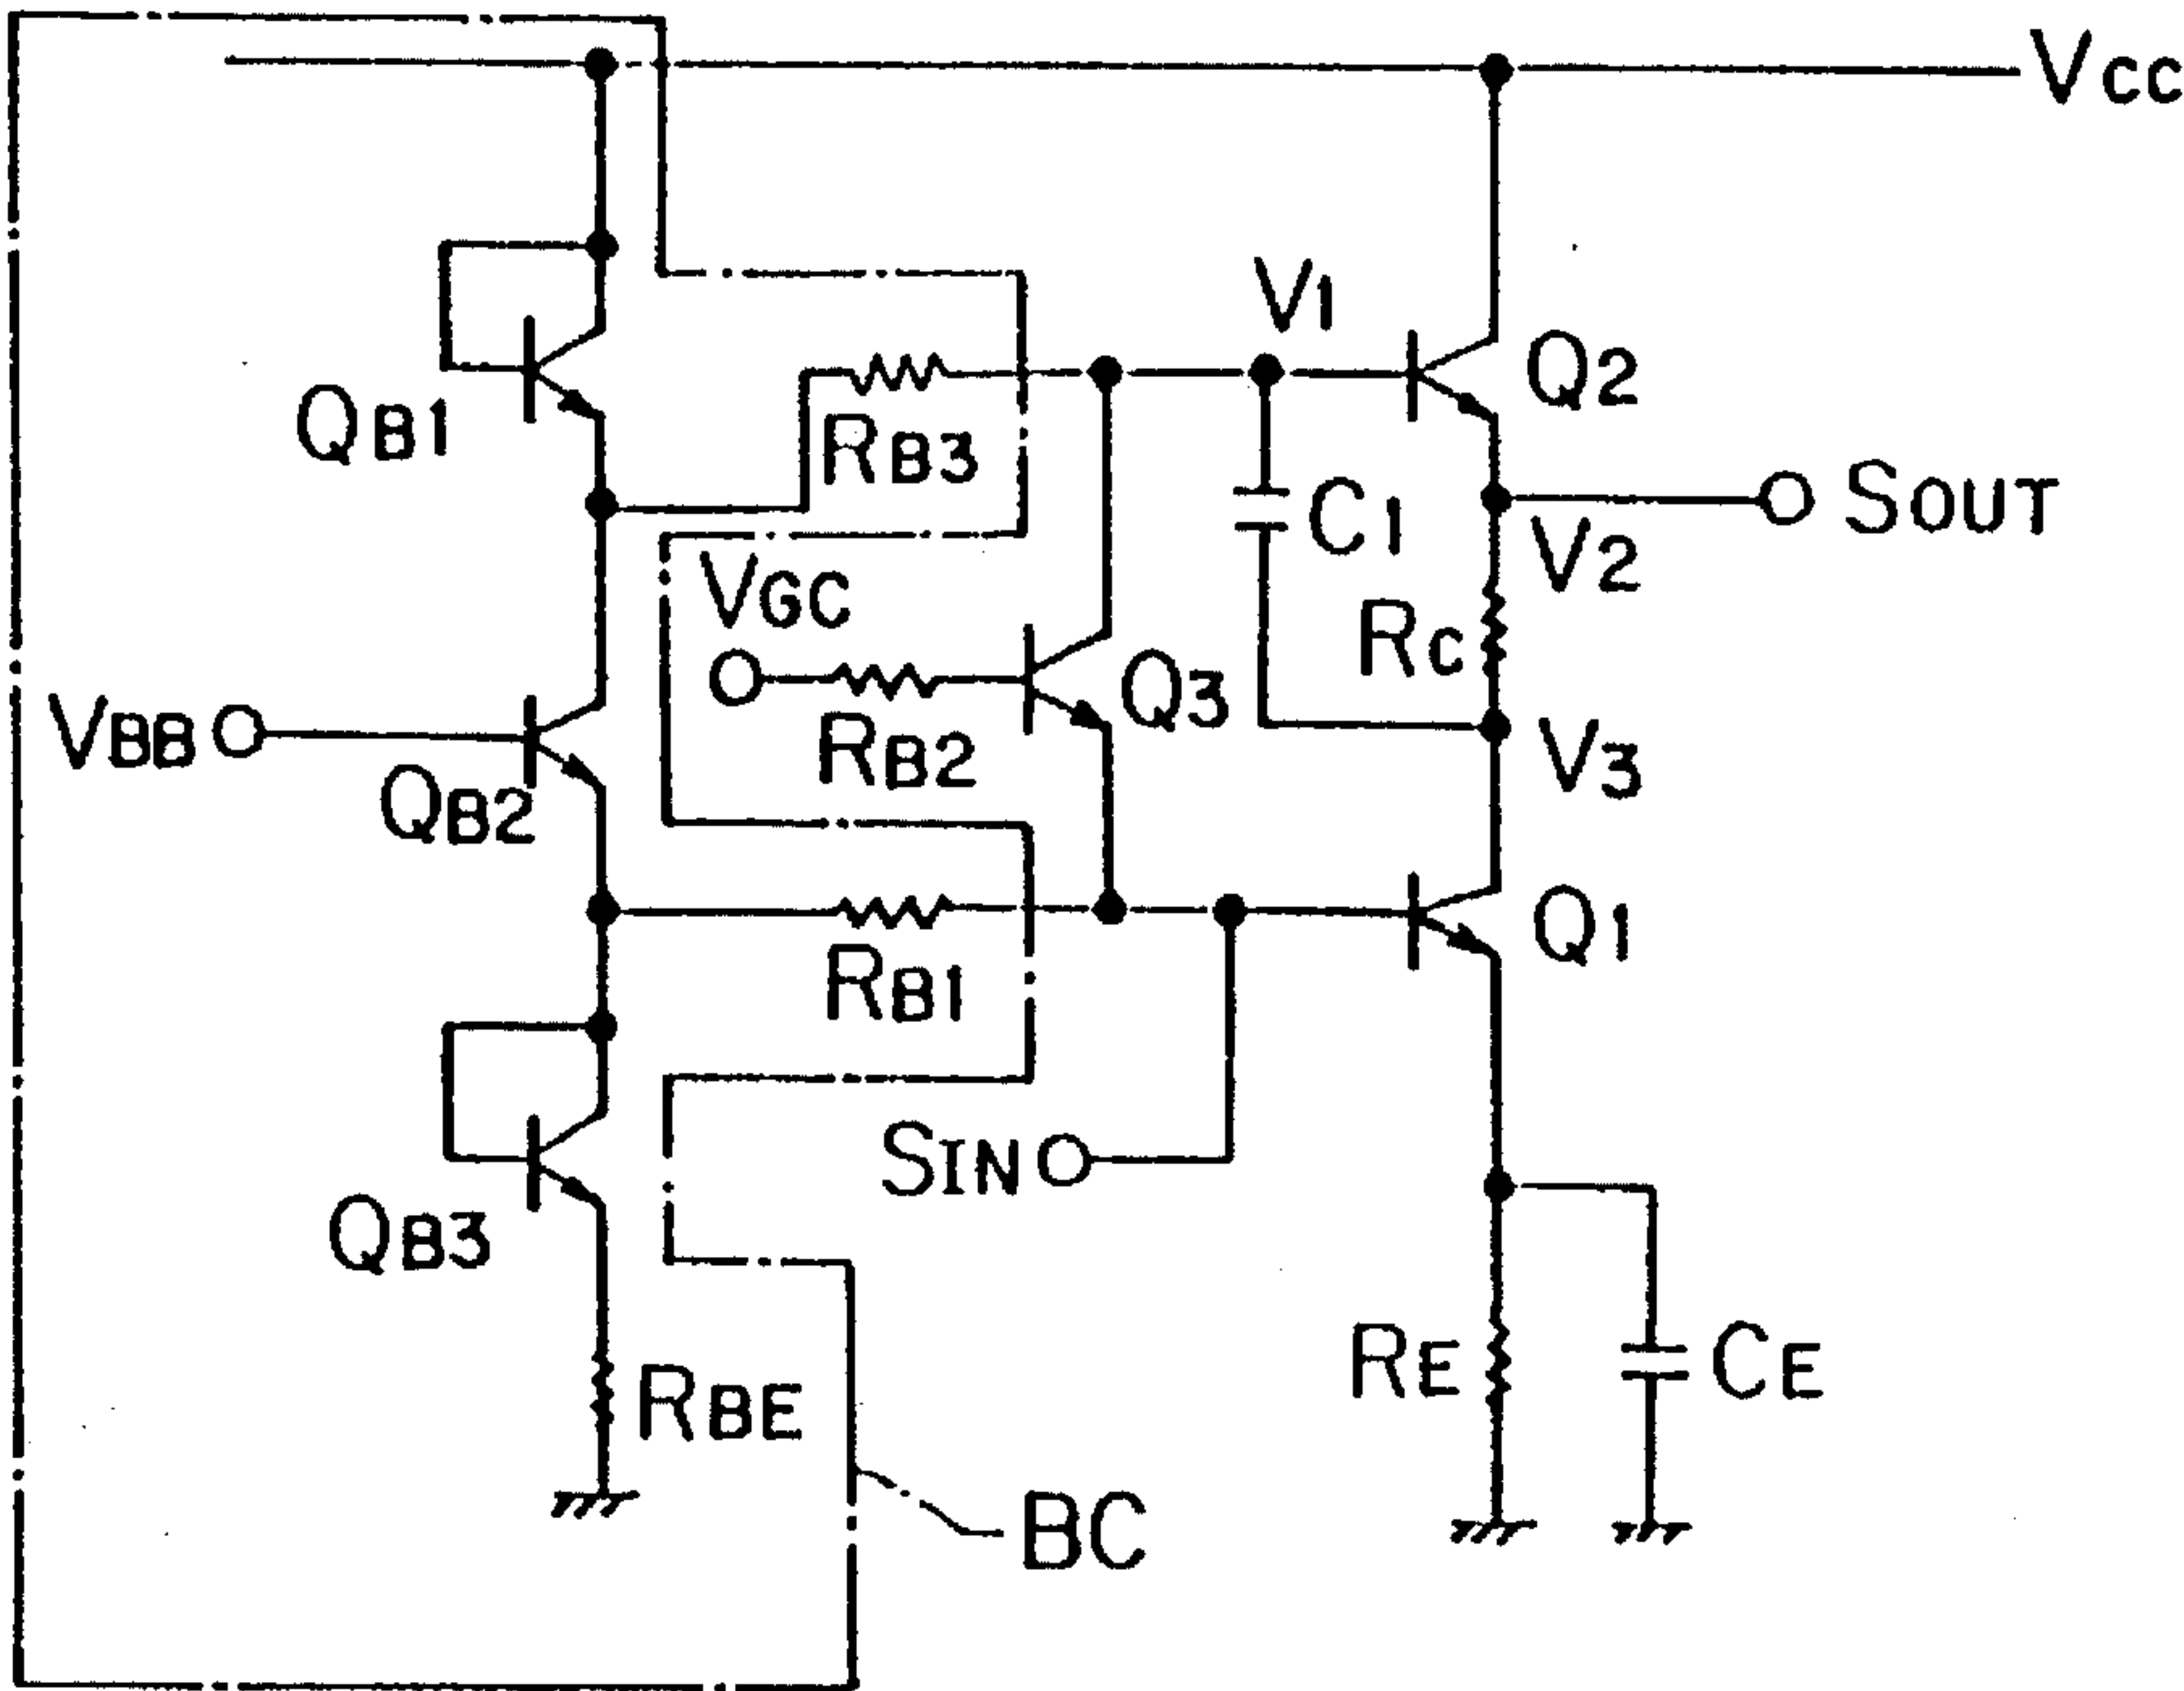 VCC
V1
Q2
QB1
RB3
SOUT
C1
V2
VGC
RC
Q3
VBB
RB2
V3
QB2
Q1
RB1
SIN
QB3
RE
CE
RBE
BC